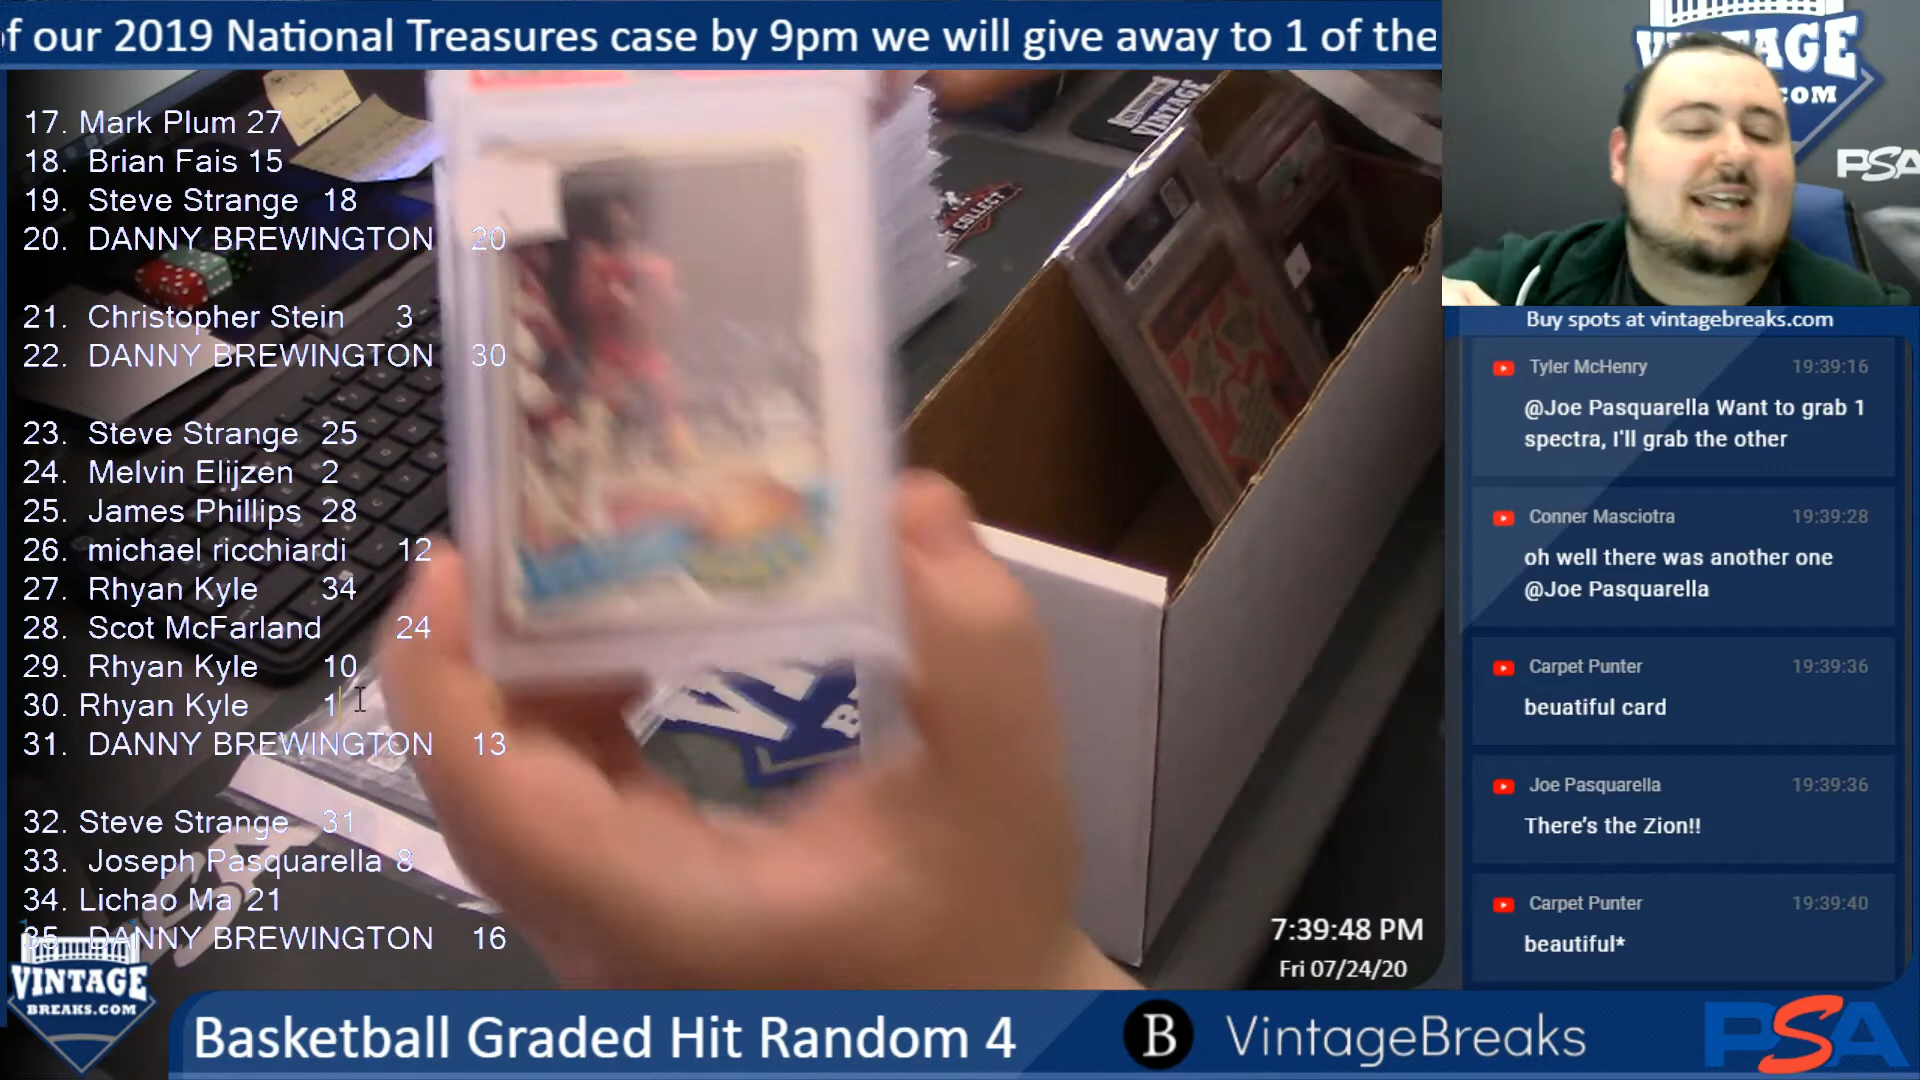 f our 2019 National Treasures case by 9pm we will give away to 1 of the
17. Mark Plum 27
18. Brian Fais 15
19. Steve Strange 18
20. DANNY BREWINGTON 20
21. Christopher Stein 3
22. DANNY BREWINGTON 30
23. Steve Strange 25
24. Melvin Elijzen 2
25. James Phillips 28
26. michael ricchiardi 12
27. Rhyan Kyle 34
28. Scot McFarland 24
29. Rhyan Kyle 10
30. Rhyan Kyle 1
31. DANNY BREWINGTON 13
32. Steve Strange 31
33. Joseph Pasquarella 8
34. Lichao Ma 21
35. DANNY BREWINGTON 16
VINTAGE
COLLECT
VINTAGE
.COM
PSA
Buy spots at vintagebreaks.com
Tyler McHenry 19:39:16
@Joe Pasquarella Want to grab 1
spectra, I'll grab the other
Conner Masciotra 19:39:28
oh well there was another one
@Joe Pasquarella
Carpet Punter 19:39:36
beuatiful card
Joe Pasquarella 19:39:36
There's the Zion!!
Carpet Punter 19:39:40
beautiful*
7:39:48 PM
Fri 07/24/20
VINTAGE
BREAKS.COM
Basketball Graded Hit Random 4
B VintageBreaks
PSA